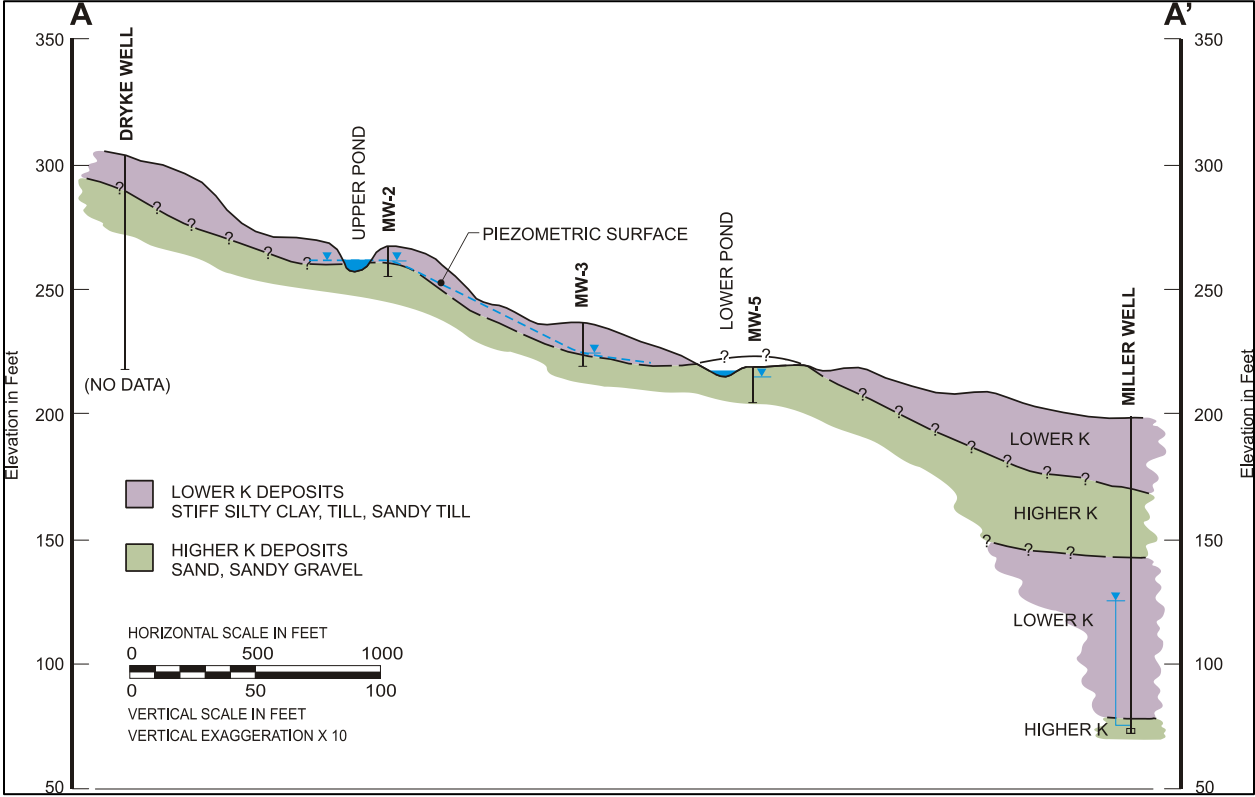 A
A'
350
350
DRYKE WELL
300
300
UPPER POND
MW-2
PIEZOMETRIC SURFACE
MW-3
LOWER POND
MW-5
MILLER WELL
250
250
(NO DATA)
200
200
Elevation in Feet
Elevation in Feet
? ? ? ? ? ?
? ?
? ? ? ? ? ? ?
LOWER K
HIGHER K
? ? ?
LOWER K
HIGHER K
LOWER K DEPOSITS
STIFF SILTY CLAY, TILL, SANDY TILL
HIGHER K DEPOSITS
SAND, SANDY GRAVEL
150
150
HORIZONTAL SCALE IN FEET
0 500 1000
0 50 100
VERTICAL SCALE IN FEET
VERTICAL EXAGGERATION X 10
100
100
50
50